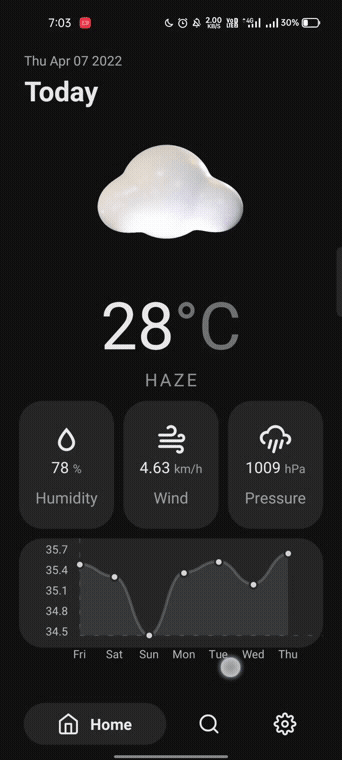 7:03
2.00 KB/S
4G
30%
Thu Apr 07 2022
Today
28°C
HAZE
78 %
4.63 km/h
1009 hPa
Humidity
Wind
Pressure
35.7
35.4
35.1
34.8
34.5
Fri Sat Sun Mon Tue Wed Thu
Home